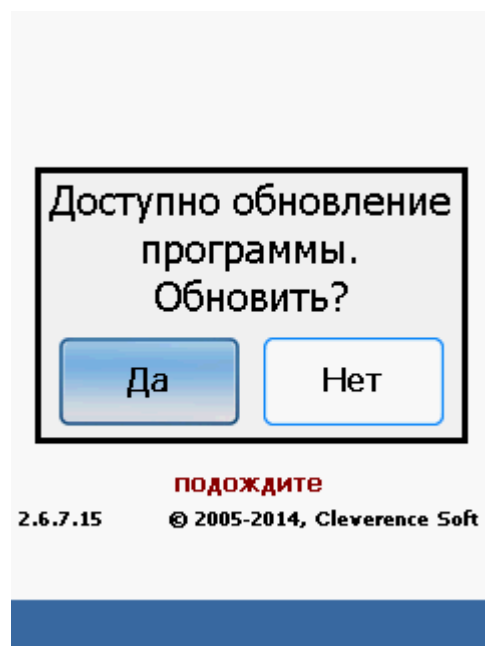 Доступно обновление
программы.
Обновить?
Да Нет
подождите
2.6.7.15 © 2005-2014, Cleverence Soft